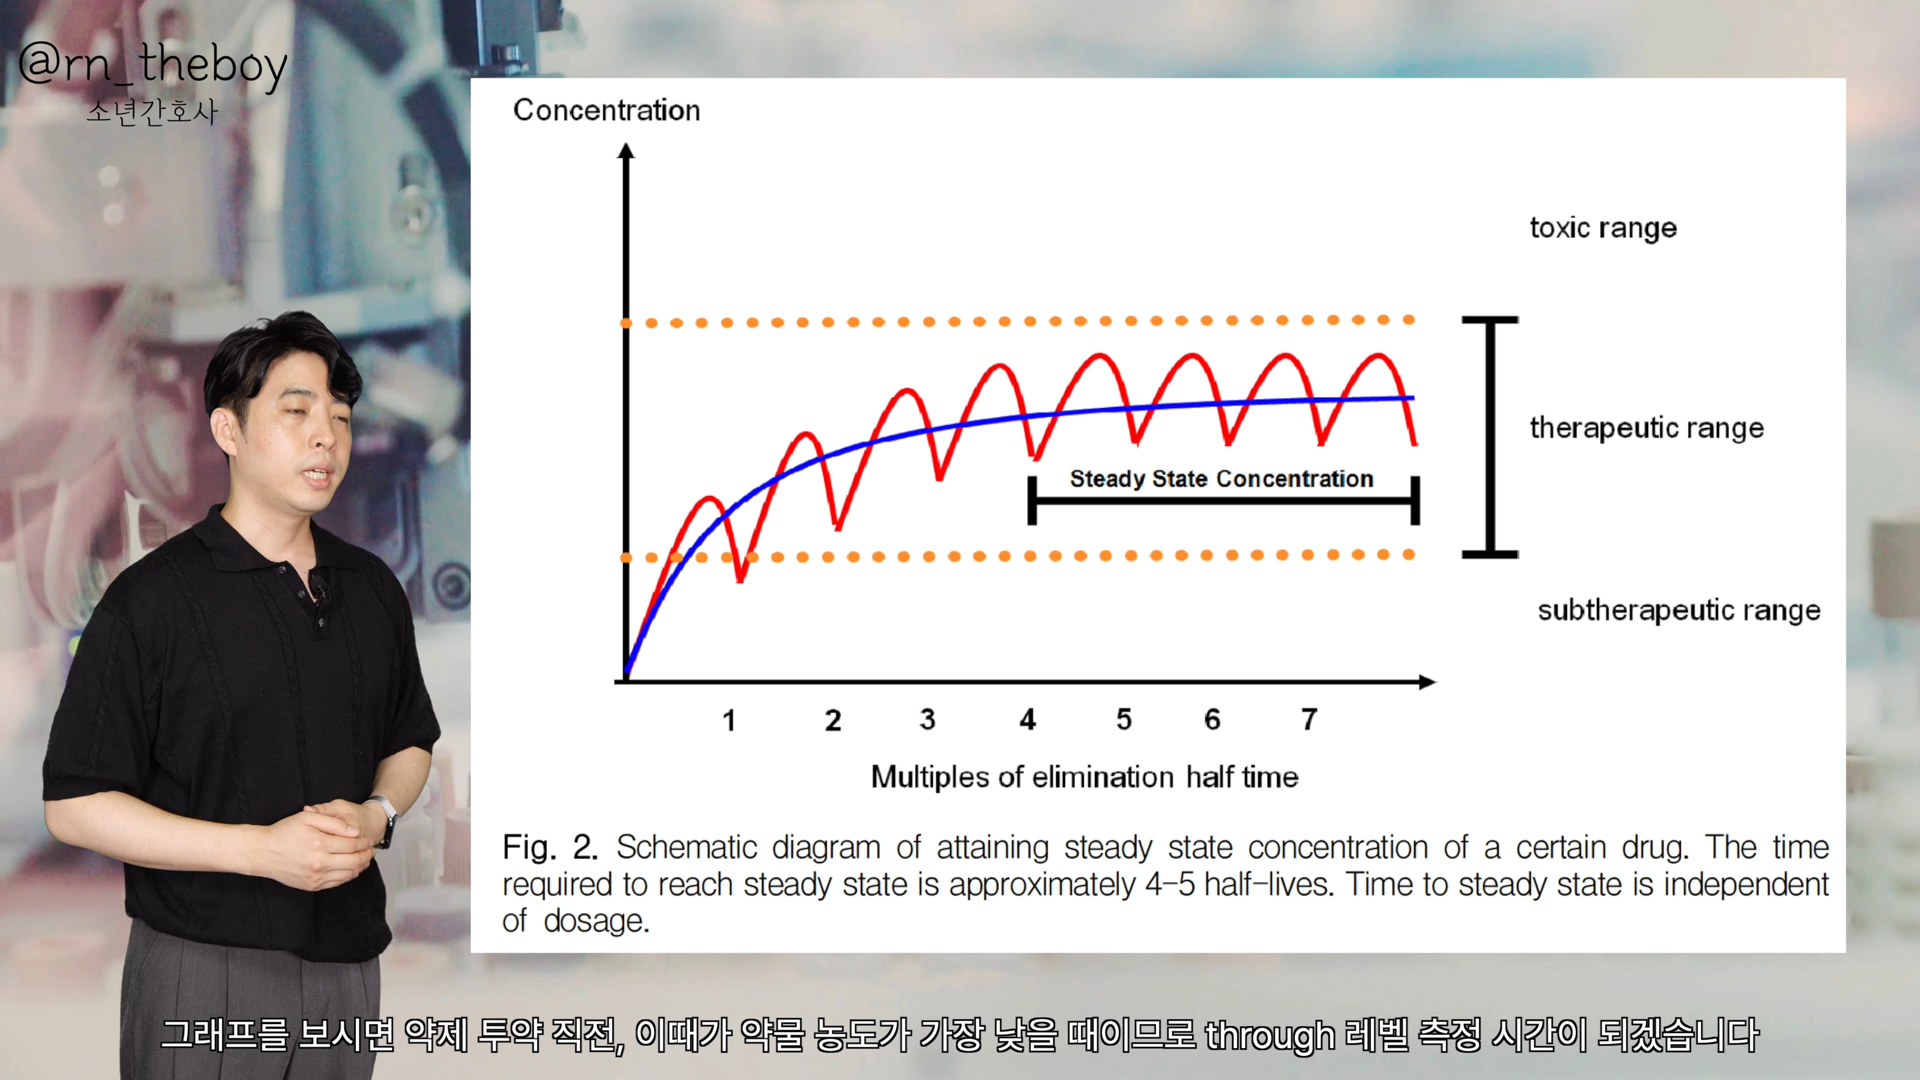 @rn_theboy
소년간호사
Concentration
toxic range
therapeutic range
Steady State Concentration
subtherapeutic range
1 2 3 4 5 6 7
Multiples of elimination half time
Fig. 2. Schematic diagram of attaining steady state concentration of a certain drug. The time
required to reach steady state is approximately 4-5 half-lives. Time to steady state is independent
of dosage.
그래프를 보시면 약제 투약 직전, 이때가 약물 농도가 가장 낮을 때이므로 through 레벨 측정 시간이 되겠습니다